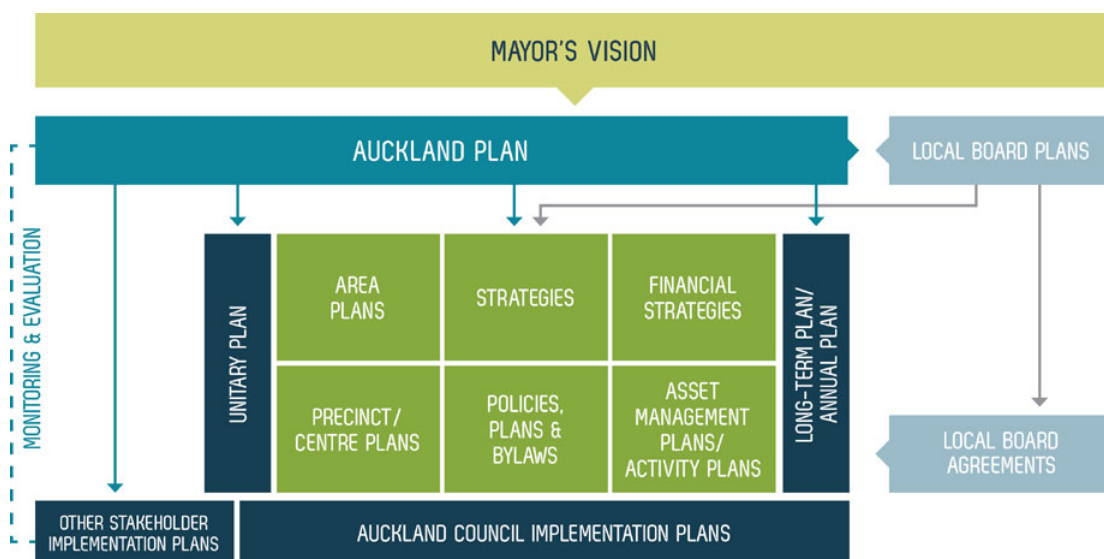 MAYOR'S VISION
AUCKLAND PLAN
LOCAL BOARD PLANS
MONITORING & EVALUATION
UNITARY PLAN
AREA
PLANS
STRATEGIES
FINANCIAL
STRATEGIES
LONG-TERM PLAN/
ANNUAL PLAN
PRECINCT/
CENTRE PLANS
POLICIES,
PLANS &
BYLAWS
ASSET
MANAGEMENT
PLANS/
ACTIVITY PLANS
LOCAL BOARD
AGREEMENTS
OTHER STAKEHOLDER
IMPLEMENTATION PLANS
AUCKLAND COUNCIL IMPLEMENTATION PLANS